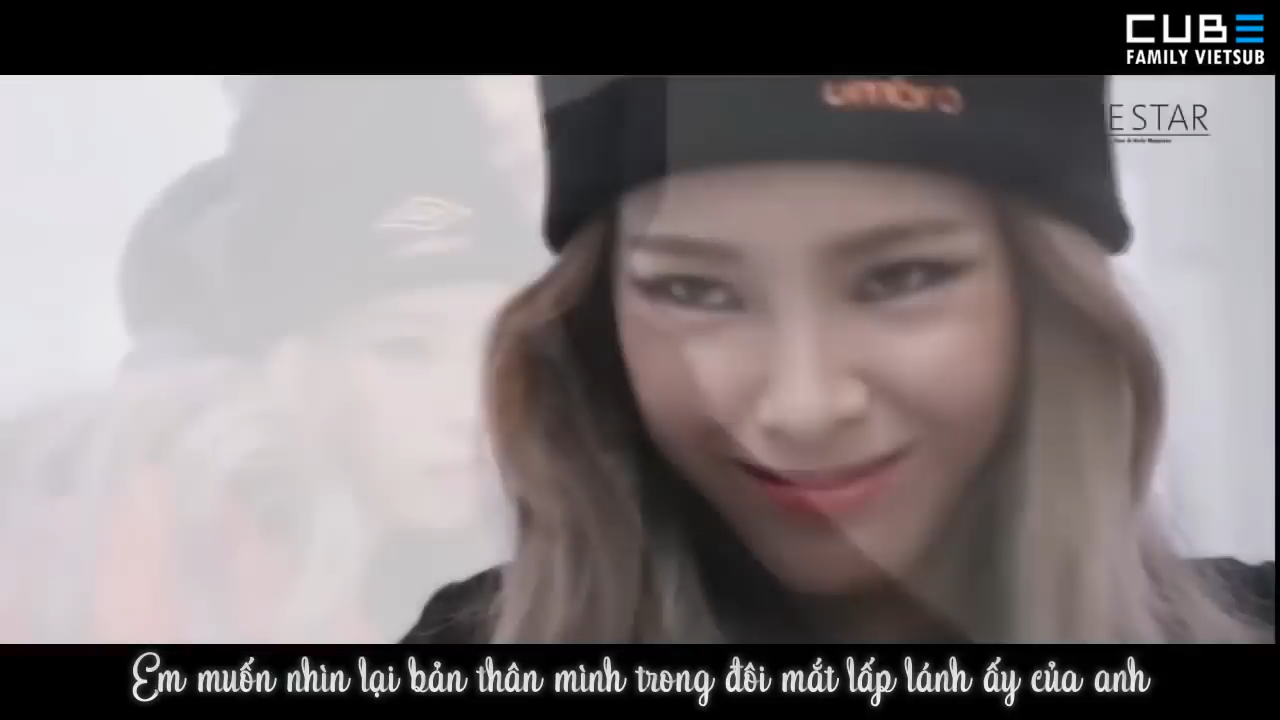 CUBE
FAMILY VIETSUB
E STAR
umbro
Em muốn nhìn lại bản thân mình trong đôi mắt lấp lánh ấy của anh